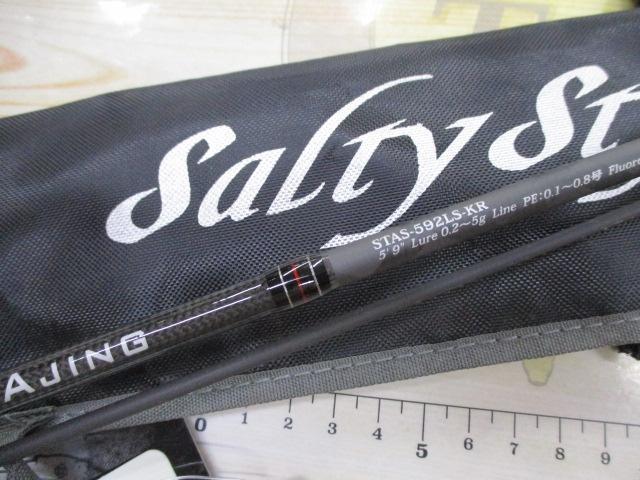 Salty St
STAS-592LS-KR
5'9" Lure 0.2～5g Line PE:0.1～0.8号 Fluoro
AJING
0 1 2 3 4 5 6 7 8 9